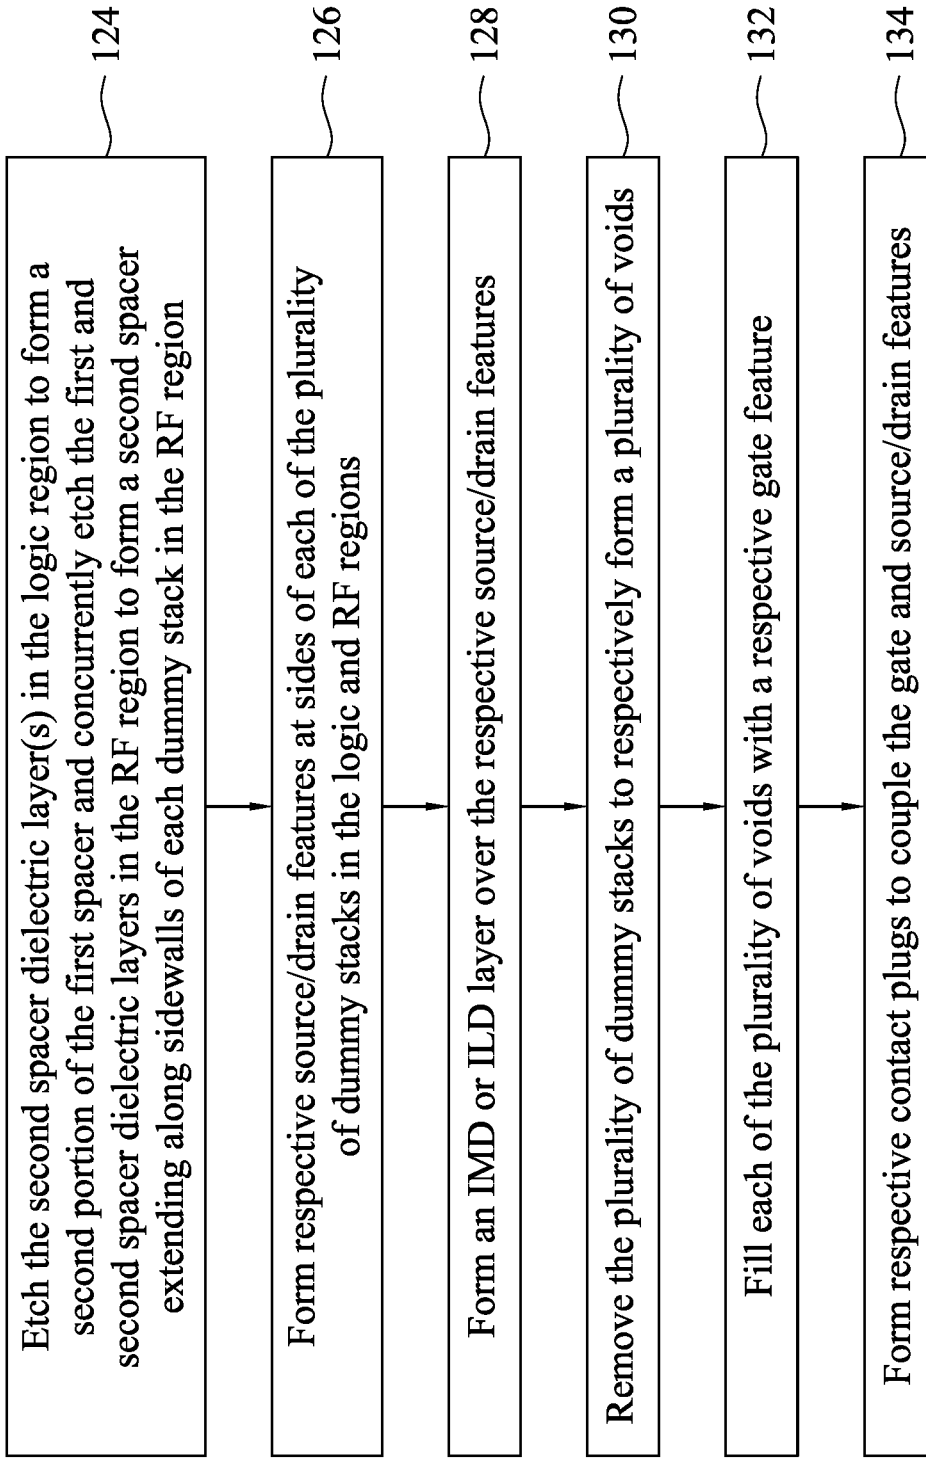 Etch the second spacer dielectric layer(s) in the logic region to form a
second portion of the first spacer and concurrently etch the first and
second spacer dielectric layers in the RF region to form a second spacer
extending along sidewalls of each dummy stack in the RF region
124
Form respective source/drain features at sides of each of the plurality
of dummy stacks in the logic and RF regions
126
Form an IMD or ILD layer over the respective source/drain features
128
Remove the plurality of dummy stacks to respectively form a plurality of voids
130
Fill each of the plurality of voids with a respective gate feature
132
Form respective contact plugs to couple the gate and source/drain features
134